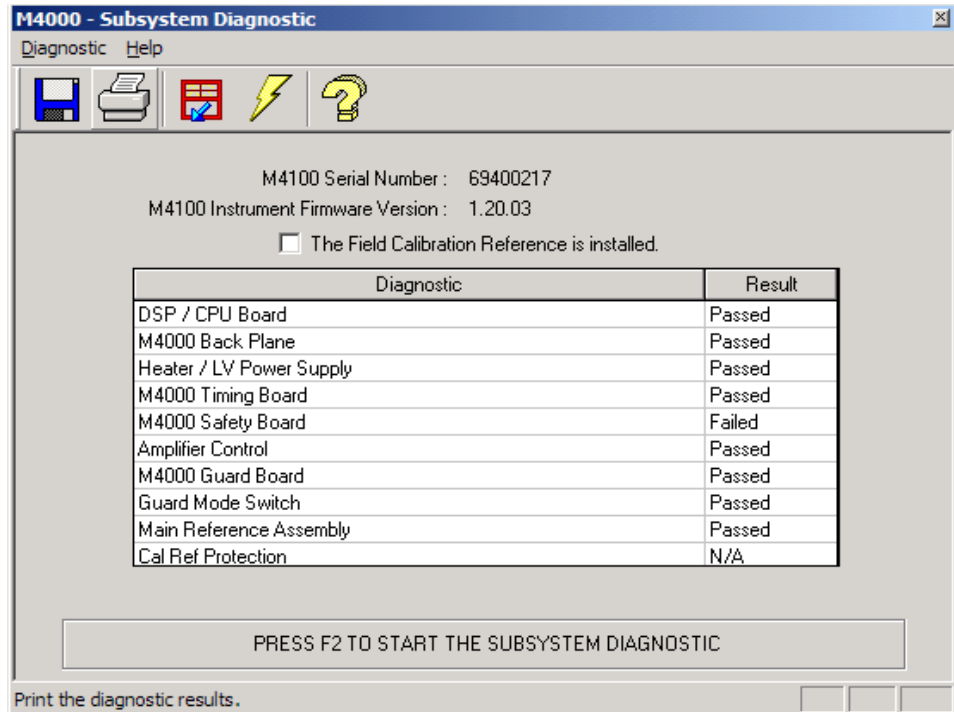 M4000 - Subsystem Diagnostic
Diagnostic Help
M4100 Serial Number : 69400217
M4100 Instrument Firmware Version : 1.20.03
The Field Calibration Reference is installed.
Diagnostic Result
DSP / CPU Board Passed
M4000 Back Plane Passed
Heater / LV Power Supply Passed
M4000 Timing Board Passed
M4000 Safety Board Failed
Amplifier Control Passed
M4000 Guard Board Passed
Guard Mode Switch Passed
Main Reference Assembly Passed
Cal Ref Protection N/A
PRESS F2 TO START THE SUBSYSTEM DIAGNOSTIC
Print the diagnostic results.